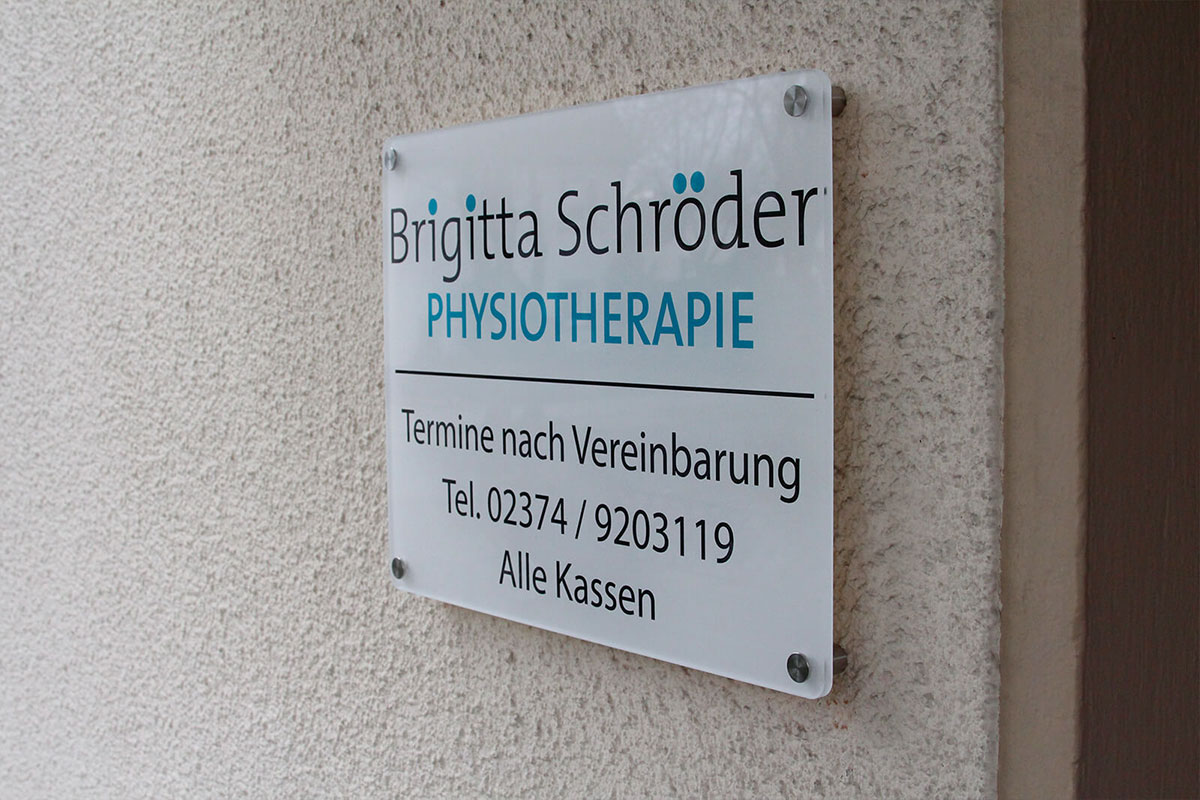 Brigitta Schröder
PHYSIOTHERAPIE
Termine nach Vereinbarung
Tel. 02374 / 9203119
Alle Kassen